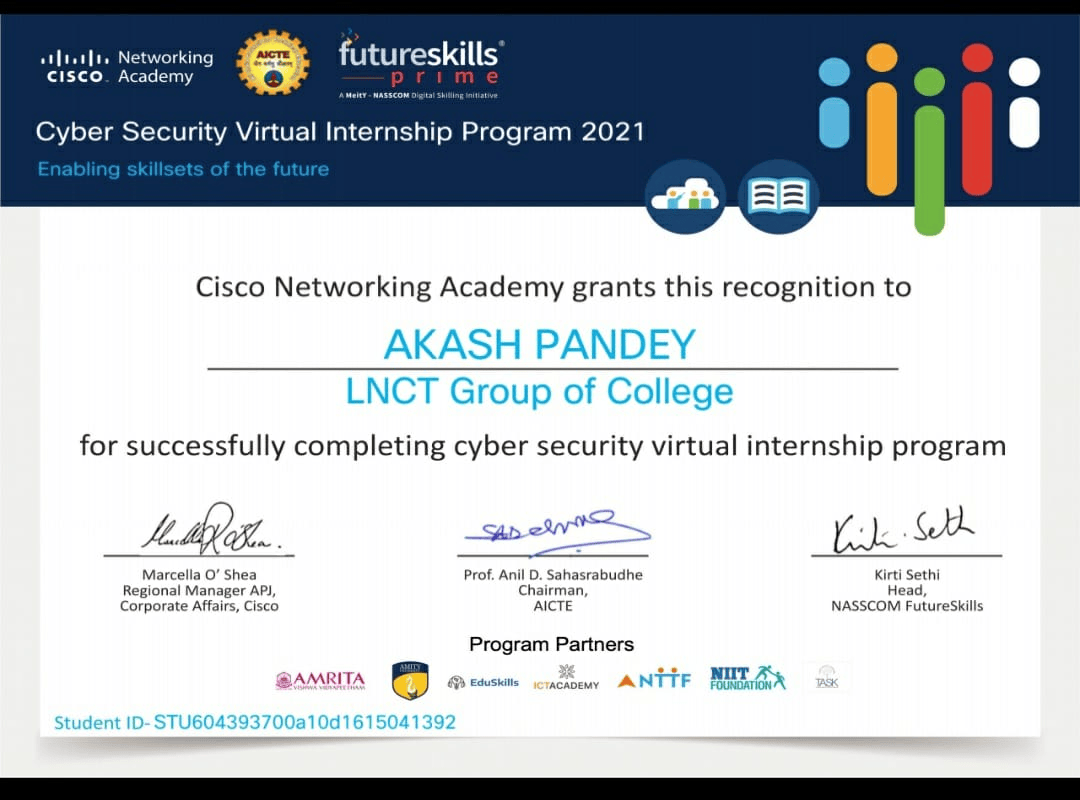 CISCO Networking Academy
AICTE
futureskills®
prime
A MeitY - NASSCOM Digital Skilling Initiative
Cyber Security Virtual Internship Program 2021
Enabling skillsets of the future
Cisco Networking Academy grants this recognition to
AKASH PANDEY
LNCT Group of College
for successfully completing cyber security virtual internship program
Kirti. Seth
Marcella O' Shea
Regional Manager APJ,
Corporate Affairs, Cisco
Prof. Anil D. Sahasrabudhe
Chairman,
AICTE
Kirti Sethi
Head,
NASSCOM FutureSkills
Program Partners
AMRITA
VISHWA VIDYAPEETHAM
AMITY
EduSkills
ICTACADEMY
NTTF
NIIT
FOUNDATION
TASK
Student ID- STU604393700a10d1615041392